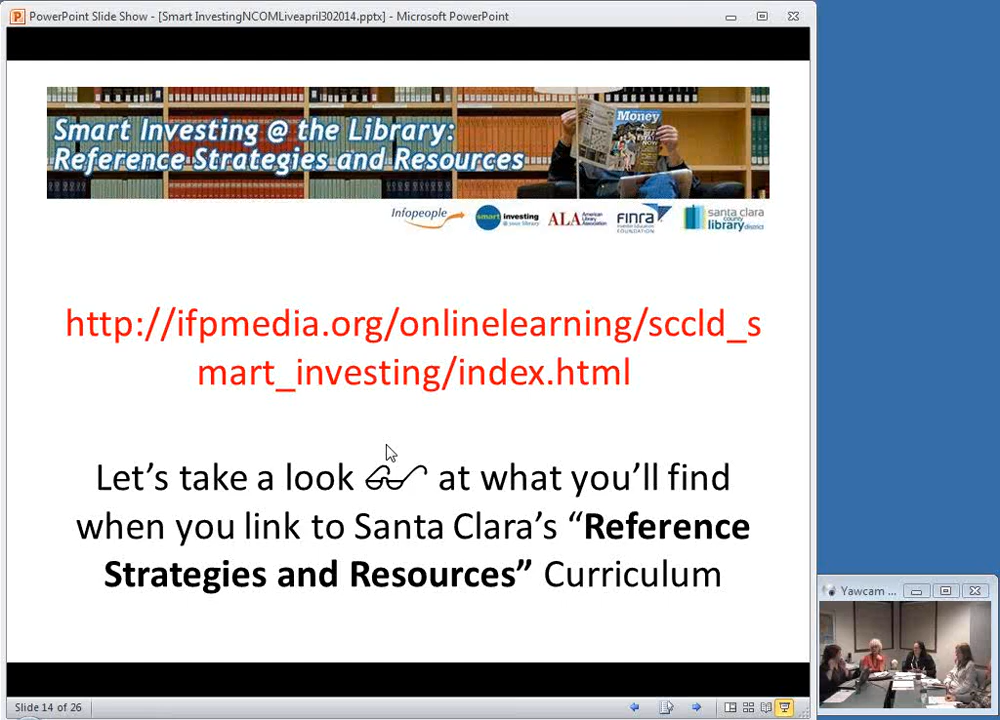 PowerPoint Slide Show - [Smart InvestingNCOMLiveapril302014.pptx] - Microsoft PowerPoint
Smart Investing @ the Library:
Reference Strategies and Resources
Money
Infopeople
smart investing
@ your library
ALA American
Library
Association
FINRA
Investor Education
FOUNDATION
santa clara
county
library district
http://ifpmedia.org/onlinelearning/sccld_s
mart_investing/index.html
Let’s take a look at what you’ll find
when you link to Santa Clara’s “Reference
Strategies and Resources” Curriculum
Yawcam ...
Slide 14 of 26